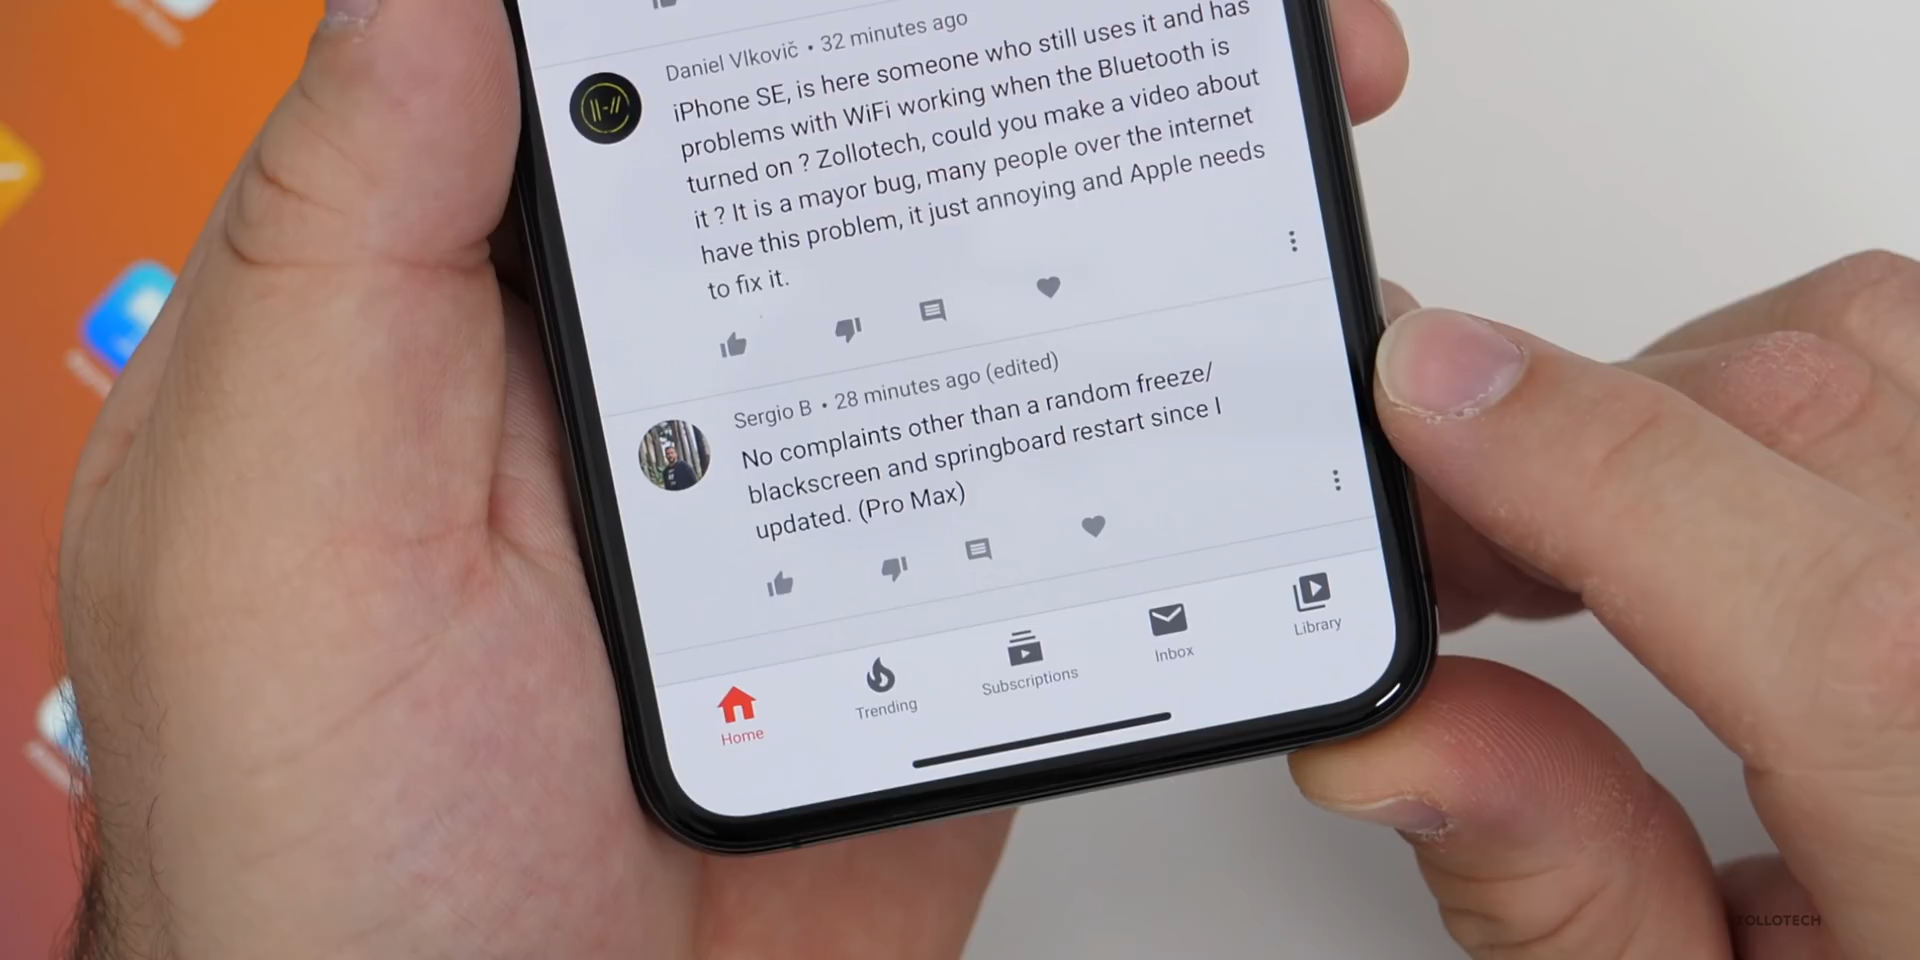 Daniel Vlkovič • 32 minutes ago
iPhone SE, is here someone who still uses it and has
problems with WiFi working when the Bluetooth is
turned on ? Zollotech, could you make a video about
it ? It is a mayor bug, many people over the internet
have this problem, it just annoying and Apple needs
to fix it.
Sergio B • 28 minutes ago (edited)
No complaints other than a random freeze/
blackscreen and springboard restart since I
updated. (Pro Max)
Home
Trending
Subscriptions
Inbox
Library
ZOLLOTECH